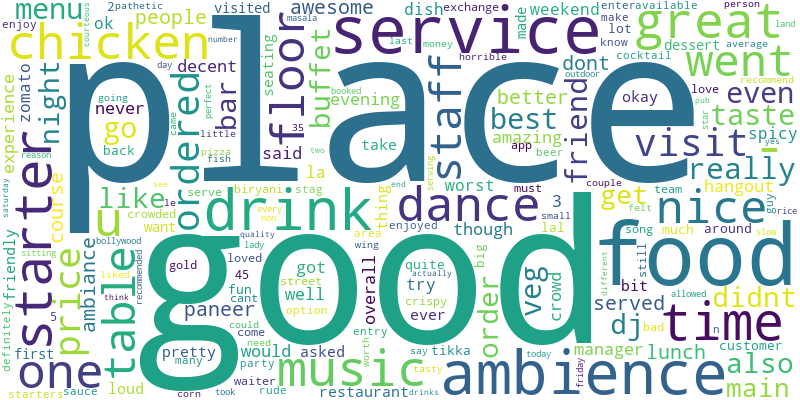 place
good
food
service
ambience
drink
great
chicken
starter
floor
nice
time
dance
music
one
table
ordered
went
visit
staff
menu
people
awesome
dish
weekend
2pathetic
courteous
enjoy
visited
ok
masala
exchange
made
lot
enteravailable
make
know
person
land
last
money
horrible
dessert
average
cocktail
number
day
decent
seating
buffet
dont
even
recommend
experience
zomato
night
bar
evening
better
love
pub
star
going
never
perfect
booked
outdoor
best
okay
taste
go
back
came
little
35
said
take
amazing
app
friend
spicy
reason
pizza
fish
two
beer
yes
course
la
really
saturday
like
serve
biryani
stag
end
serving
worst
must
couple
team
hangout
u
le
thing
3
get
felt
see
want
every
non
enjoyed
though
small
guy
rice
crowded
sitting
bollywood
quality
area
lal
song
much
around
slow
friendly
price
ambiance
liked
recommended
lady
wing
big
still
gold
loved
got
quite
actually
bit
different
45
street
try
veg
crowd
served
didnt
think
fun
cant
well
overall
crispy
order
allowed
definitely
5
paneer
option
ever
dj
bad
n
first
pretty
could
come
entry
manager
lunch
customer
also
many
would
need
asked
worth
say
tikka
today
party
tasty
main
starters
sauce
loud
corn
waiter
took
rude
restaurant
drinks
friday